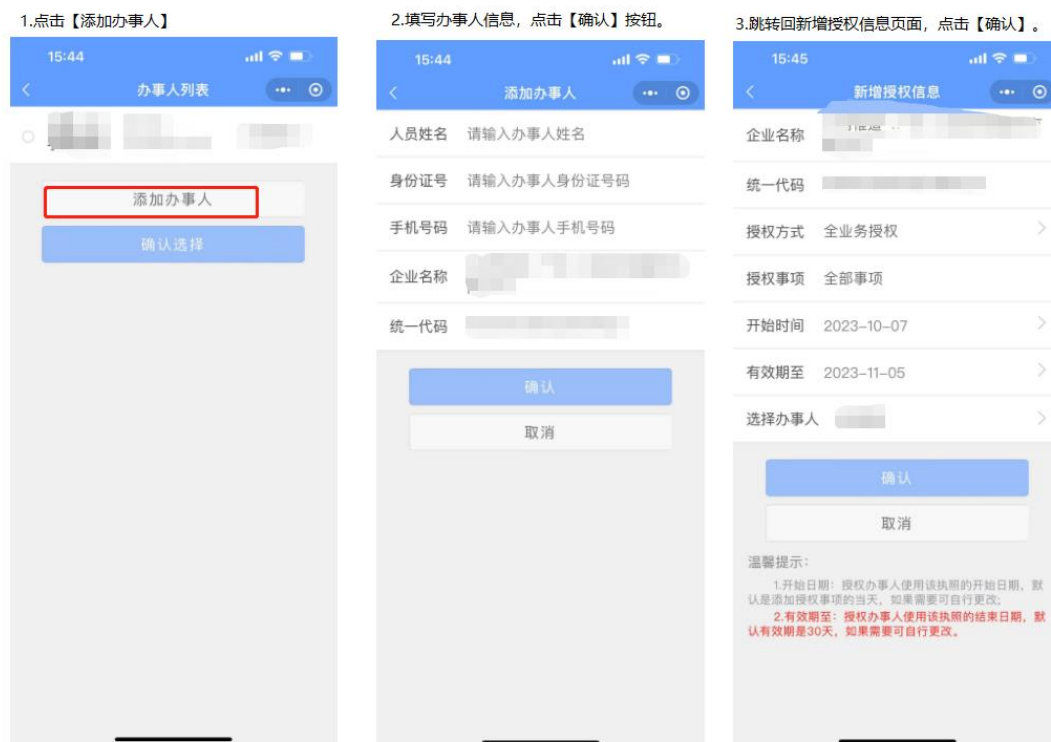 1.点击【添加办事人】
15:44
办事人列表
添加办事人
确认选择
2.填写办事人信息，点击【确认】按钮。
15:44
添加办事人
人员姓名 请输入办事人姓名
身份证号 请输入办事人身份证号码
手机号码 请输入办事人手机号码
企业名称
统一代码
确认
取消
3.跳转回新增授权信息页面，点击【确认】。
15:45
新增授权信息
企业名称
统一代码
授权方式 全业务授权
授权事项 全部事项
开始时间 2023-10-07
有效期至 2023-11-05
选择办事人
确认
取消
温馨提示：
1.开始日期：授权办事人使用该执照的开始日期，默
认是添加授权事项的当天，如果需要可自行更改;
2.有效期至：授权办事人使用该执照的结束日期，默
认有效期是30天，如果需要可自行更改。